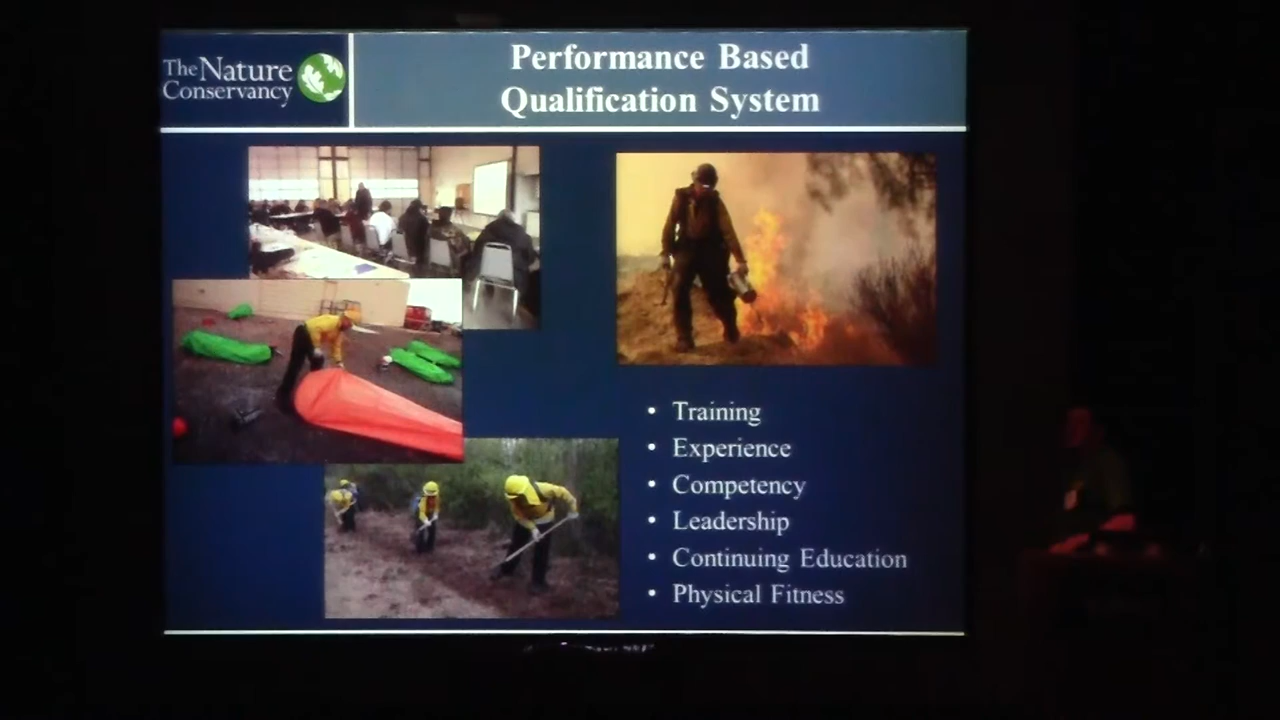 The Nature
Conservancy
Performance Based
Qualification System
• Training
• Experience
• Competency
• Leadership
• Continuing Education
• Physical Fitness